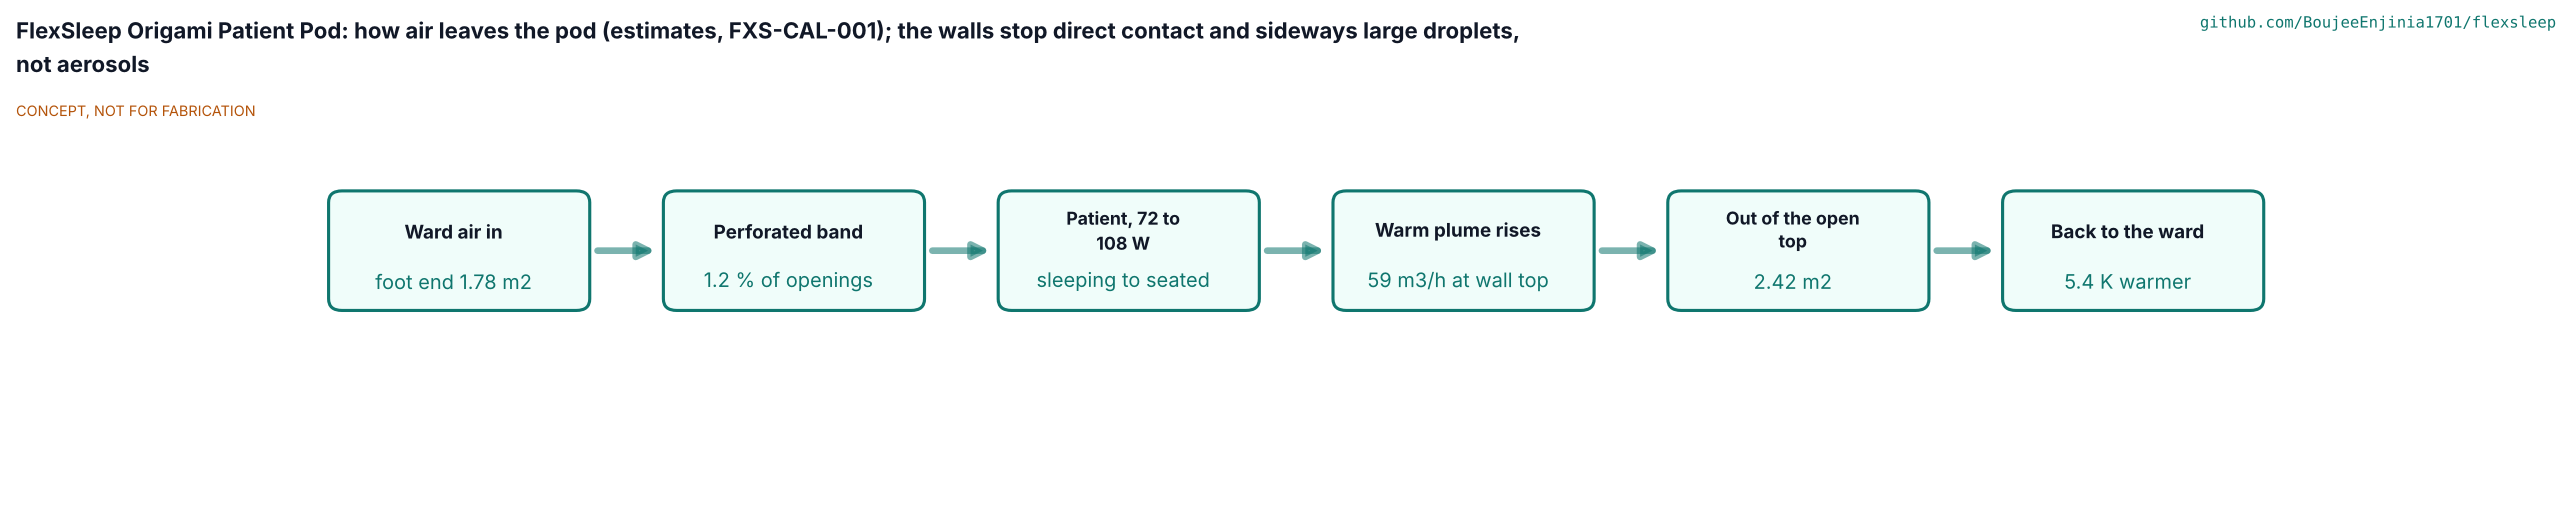 FlexSleep Origami Patient Pod: how air leaves the pod (estimates, FXS-CAL-001); the walls stop direct contact and sideways large droplets,
not aerosols
github.com/BoujeeEnjinia1701/flexsleep
CONCEPT, NOT FOR FABRICATION
Ward air in
foot end 1.78 m2
Perforated band
1.2 % of openings
Patient, 72 to
108 W
sleeping to seated
Warm plume rises
59 m3/h at wall top
Out of the open
top
2.42 m2
Back to the ward
5.4 K warmer